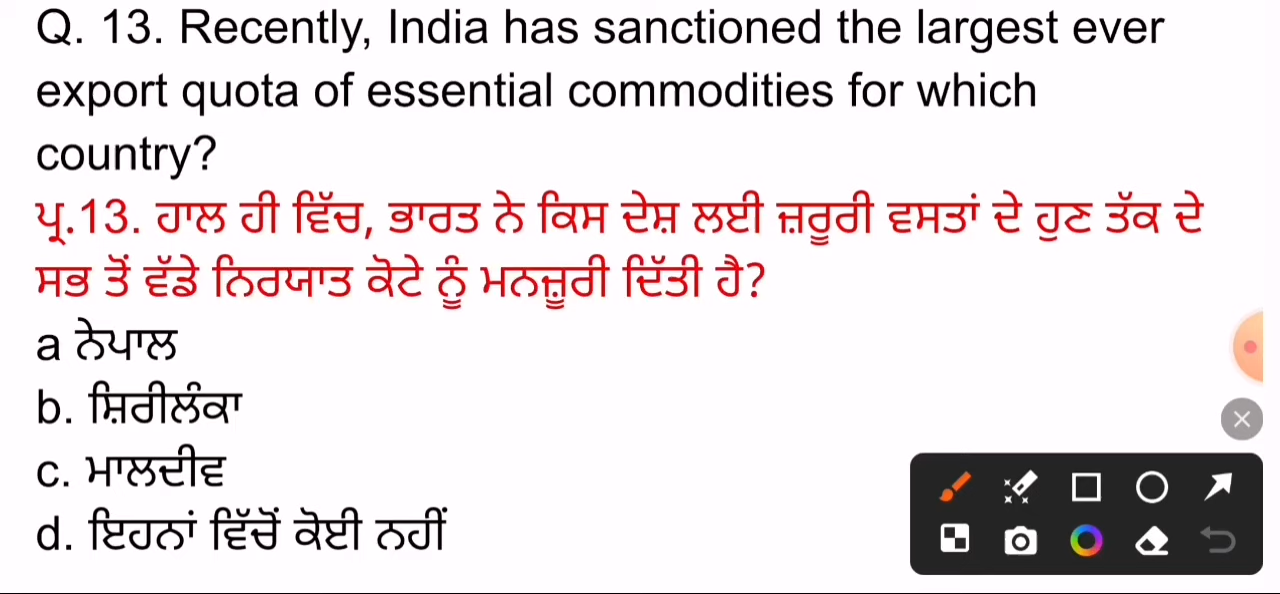 Q. 13. Recently, India has sanctioned the largest ever
export quota of essential commodities for which
country?
ਪ੍ਰ.13. ਹਾਲ ਹੀ ਵਿੱਚ, ਭਾਰਤ ਨੇ ਕਿਸ ਦੇਸ਼ ਲਈ ਜ਼ਰੂਰੀ ਵਸਤਾਂ ਦੇ ਹੁਣ ਤੱਕ ਦੇ
ਸਭ ਤੋਂ ਵੱਡੇ ਨਿਰਯਾਤ ਕੋਟੇ ਨੂੰ ਮਨਜ਼ੂਰੀ ਦਿੱਤੀ ਹੈ?
a ਨੇਪਾਲ
b. ਸ਼ਿਰੀਲੰਕਾ
c. ਮਾਲਦੀਵ
d. ਇਹਨਾਂ ਵਿੱਚੋਂ ਕੋਈ ਨਹੀਂ